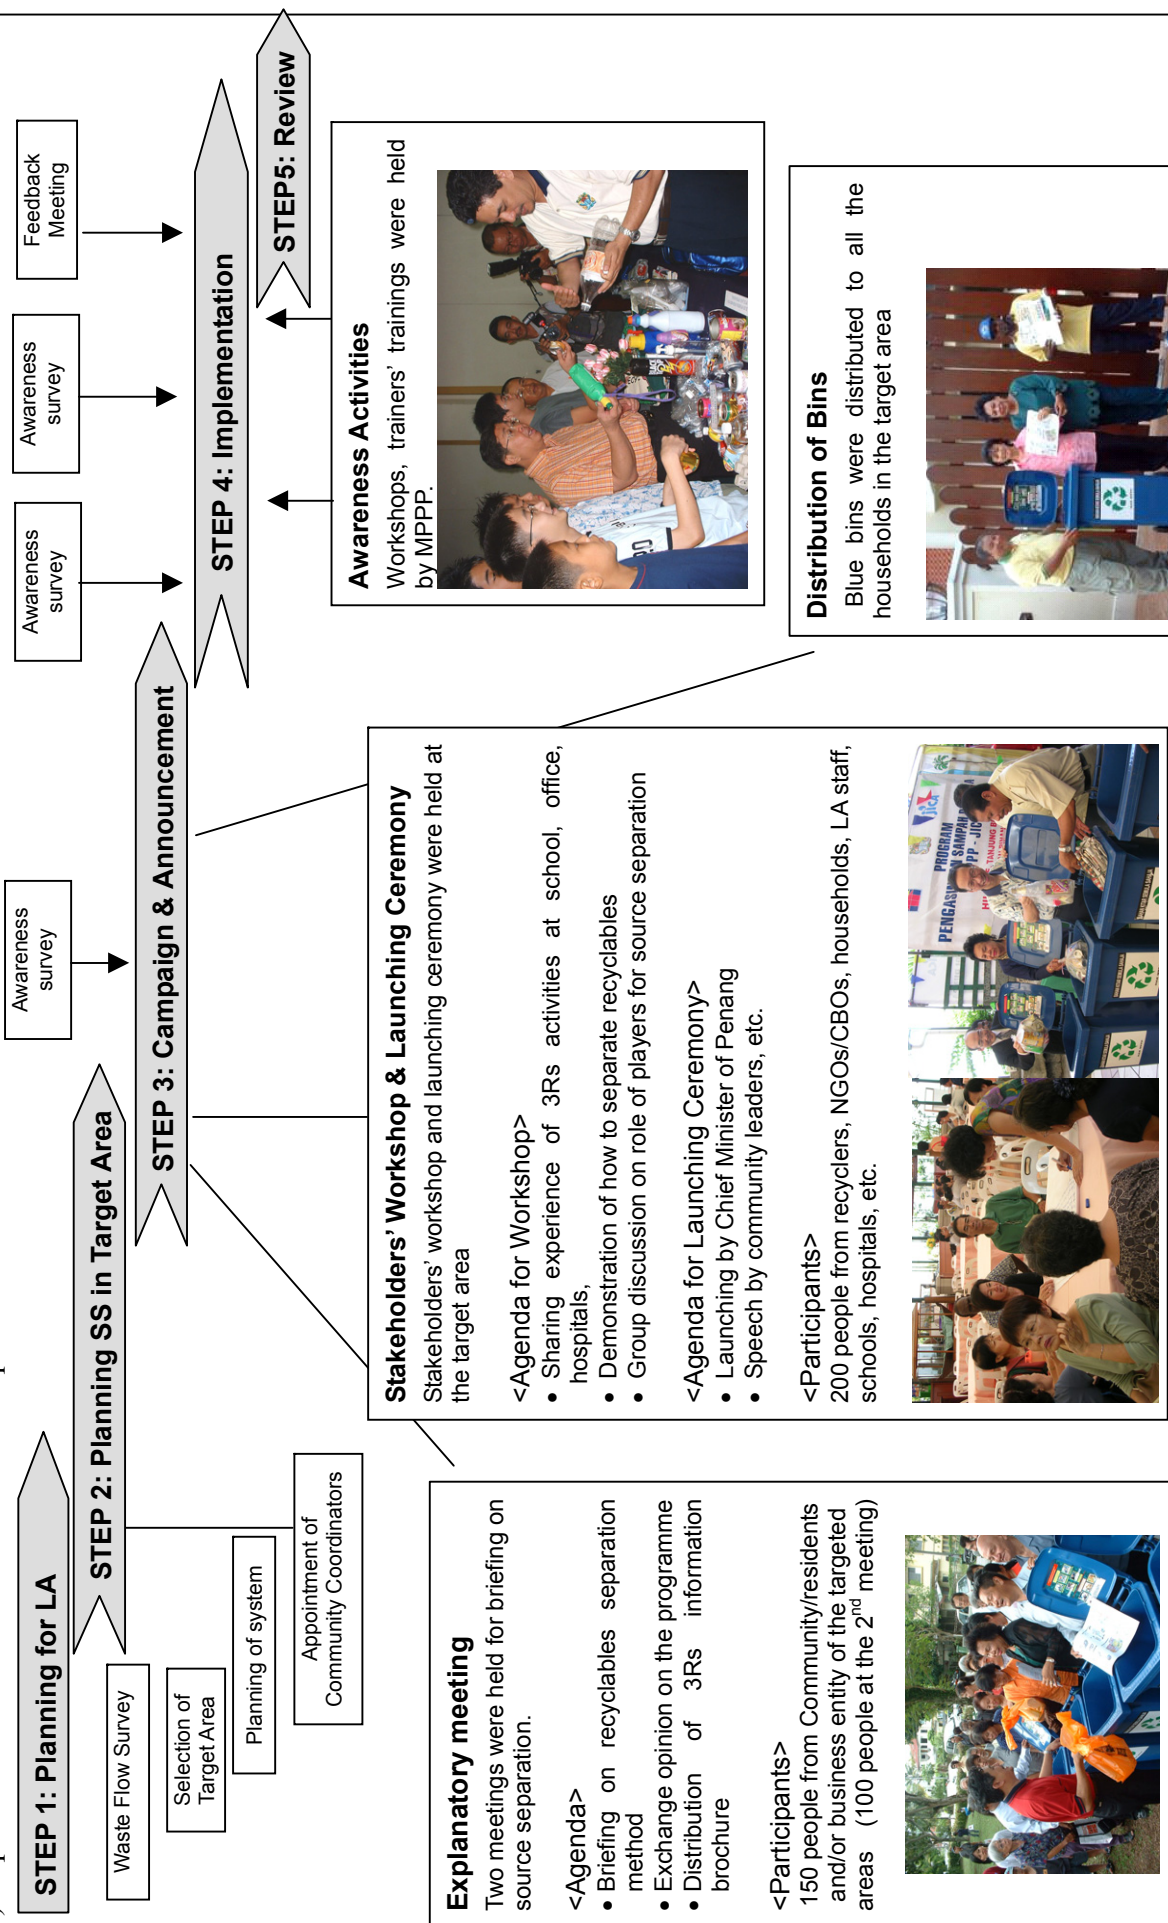 STEP 1: Planning for LA
STEP 2: Planning SS in Target Area
STEP 3: Campaign & Announcement
STEP 4: Implementation
STEP5: Review
Waste Flow Survey
Selection of
Target Area
Planning of system
Appointment of
Community Coordinators
Awareness
survey
Awareness
survey
Awareness
survey
Feedback
Meeting
Explanatory meeting
Two meetings were held for briefing on
source separation.
<Agenda>
• Briefing on recyclables separation
method
• Exchange opinion on the programme
• Distribution of 3Rs information
brochure
<Participants>
150 people from Community/residents
and/or business entity of the targeted
areas (100 people at the 2nd meeting)
Stakeholders' Workshop & Launching Ceremony
Stakeholders' workshop and launching ceremony were held at
the target area
<Agenda for Workshop>
• Sharing experience of 3Rs activities at school, office,
hospitals,
• Demonstration of how to separate recyclables
• Group discussion on role of players for source separation
<Agenda for Launching Ceremony>
• Launching by Chief Minister of Penang
• Speech by community leaders, etc.
<Participants>
200 people from recyclers, NGOs/CBOs, households, LA staff,
schools, hospitals, etc.
PROGRAM
SAMPAH
JICA
Awareness Activities
Workshops, trainers' trainings were held
by MPPP.
Distribution of Bins
Blue bins were distributed to all the
households in the target area